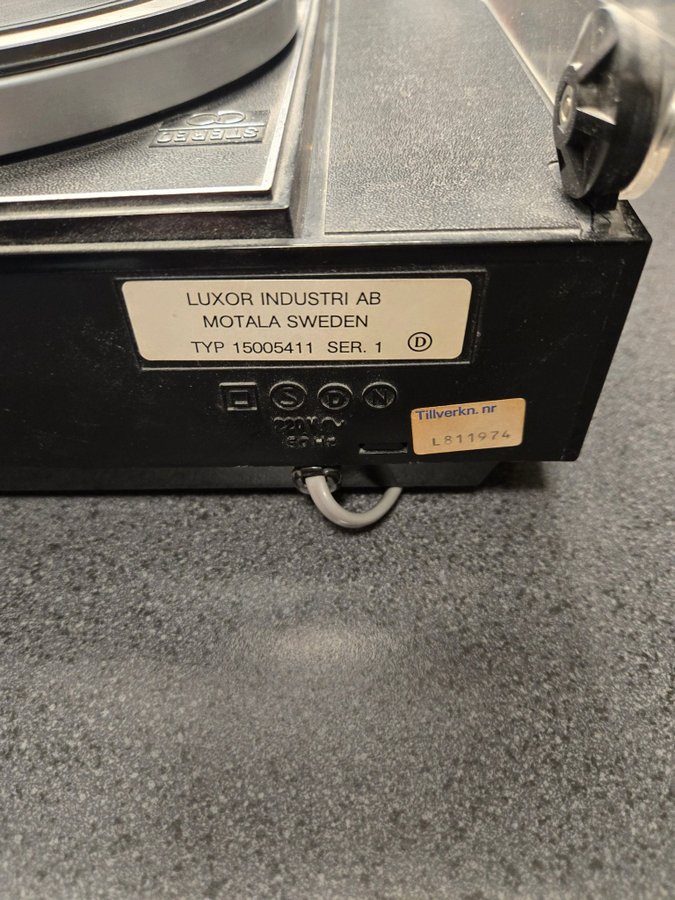 STEREO
LUXOR INDUSTRI AB
MOTALA SWEDEN
TYP 15005411 SER. 1 D
S D N
220V~
50Hz
Tillverkn. nr
L811974